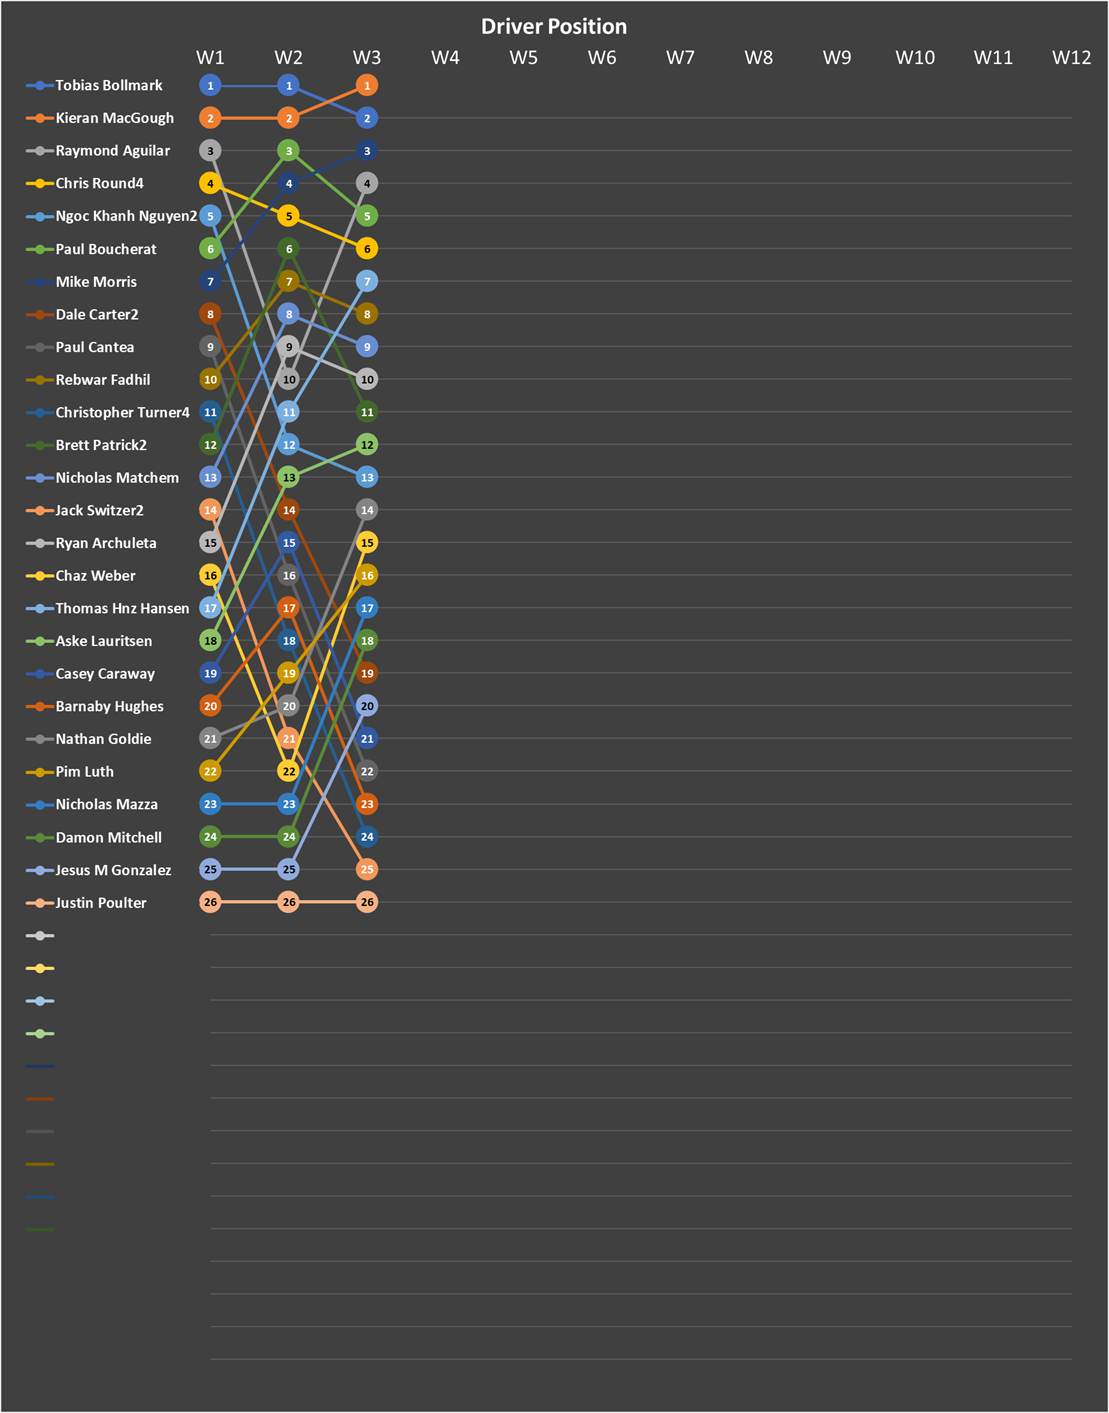 Driver Position
W1 W2 W3 W4 W5 W6 W7 W8 W9 W10 W11 W12
Tobias Bollmark 1 1 1
Kieran MacGough 2 2 2
Raymond Aguilar 3 3 3
Chris Round4 4 4 4
Ngoc Khanh Nguyen2 5 5 5
Paul Boucherat 6 6 6
Mike Morris 7 7 7
Dale Carter2 8 8 8
Paul Cantea 9 9 9
Rebwar Fadhil 10 10 10
Christopher Turner4 11 11 11
Brett Patrick2 12 12 12
Nicholas Matchem 13 13 13
Jack Switzer2 14 14 14
Ryan Archuleta 15 15 15
Chaz Weber 16 16 16
Thomas Hnz Hansen 17 17 17
Aske Lauritsen 18 18 18
Casey Caraway 19 19 19
Barnaby Hughes 20 20 20
Nathan Goldie 21 21 21
Pim Luth 22 22 22
Nicholas Mazza 23 23 23
Damon Mitchell 24 24 24
Jesus M Gonzalez 25 25 25
Justin Poulter 26 26 26